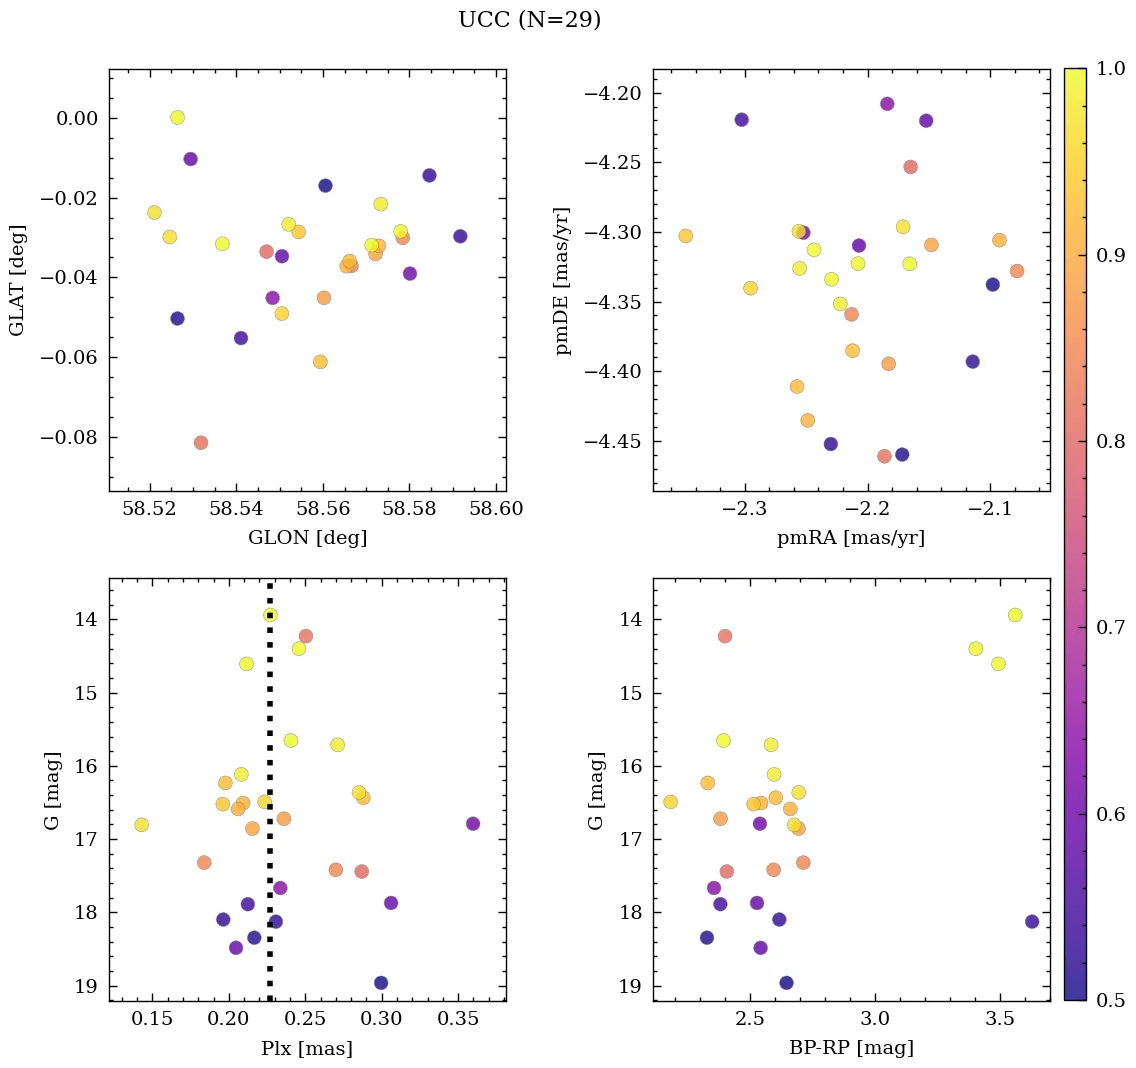 UCC (N=29)
0.00
−0.02
−0.04
−0.06
−0.08
GLAT [deg]
58.52 58.54 58.56 58.58 58.60
GLON [deg]
−4.20
−4.25
−4.30
−4.35
−4.40
−4.45
pmDE [mas/yr]
−2.3 −2.2 −2.1
pmRA [mas/yr]
14
15
16
17
18
19
G [mag]
0.15 0.20 0.25 0.30 0.35
Plx [mas]
14
15
16
17
18
19
G [mag]
2.5 3.0 3.5
BP-RP [mag]
1.0
0.9
0.8
0.7
0.6
0.5